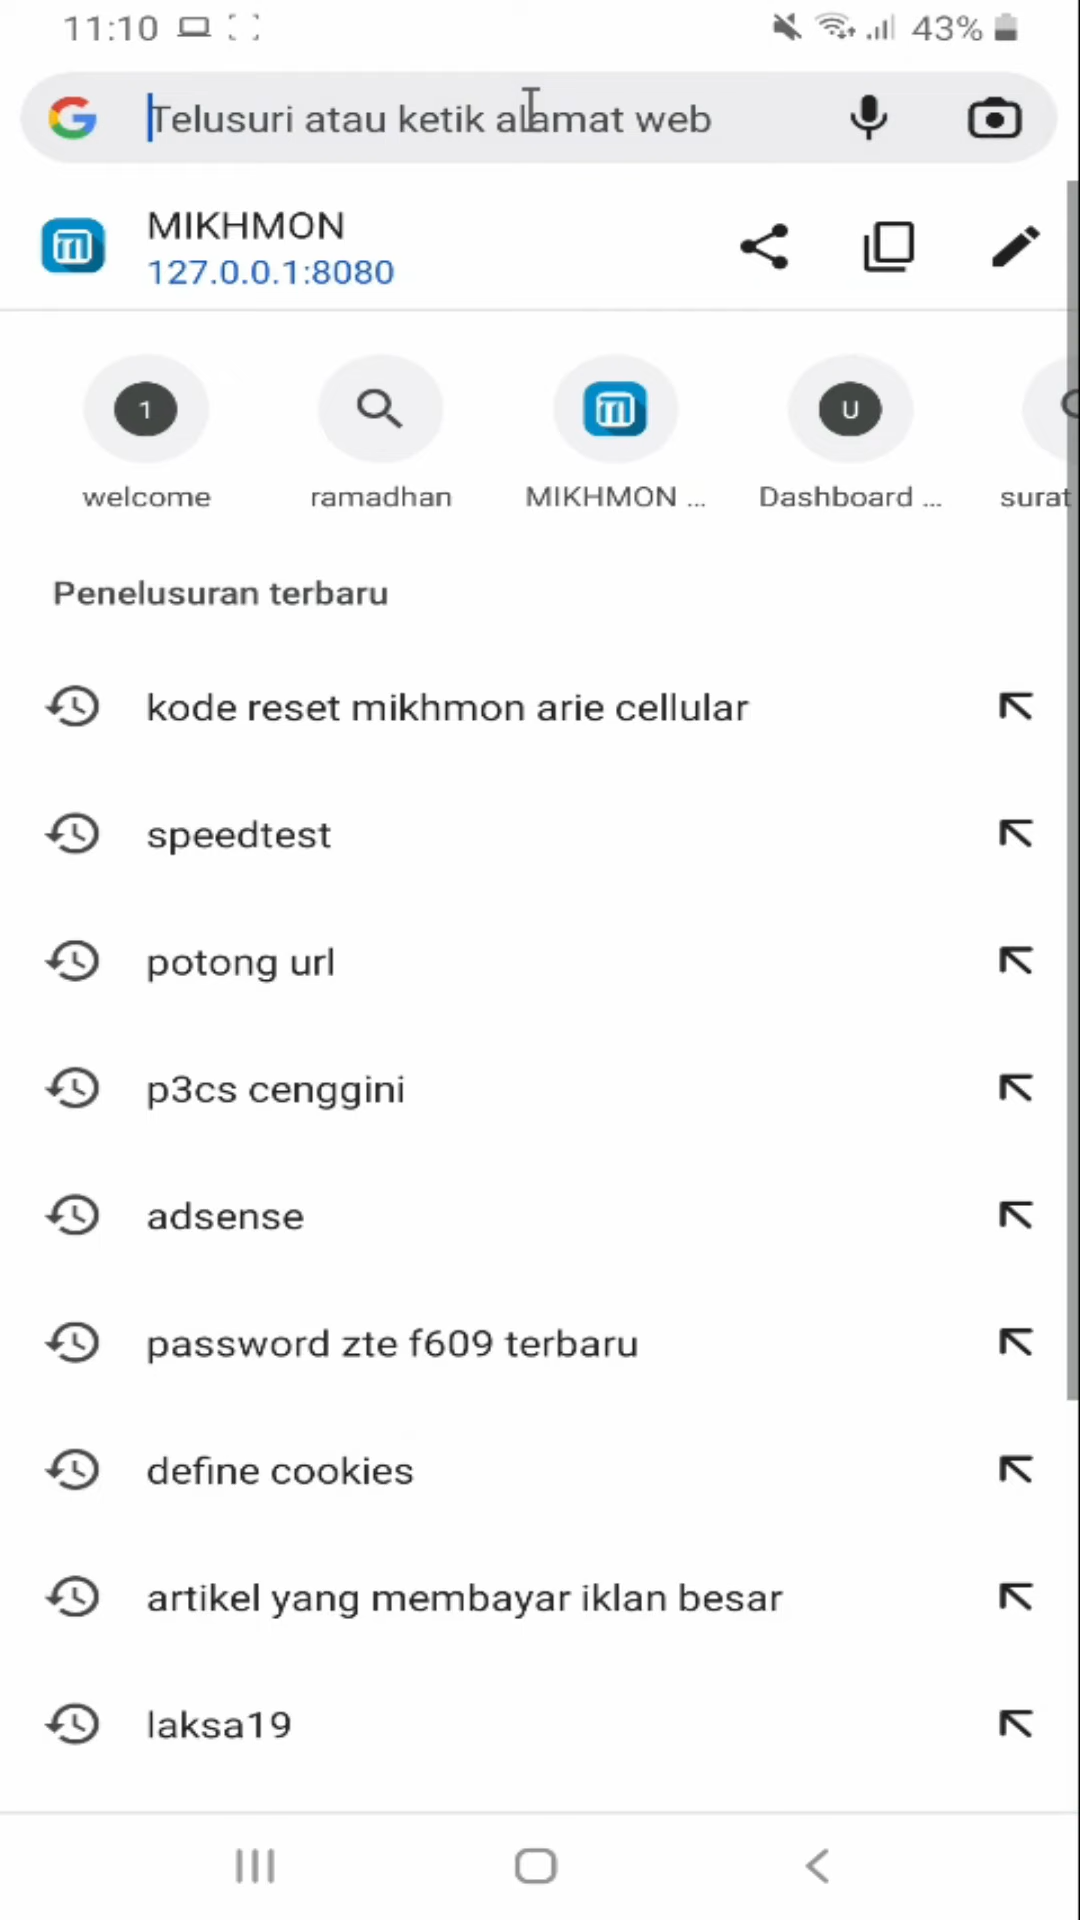 11:10
43%
Telusuri atau ketik alamat web
MIKHMON
127.0.0.1:8080
1
U
welcome
ramadhan
MIKHMON ...
Dashboard ...
surat
Penelusuran terbaru
kode reset mikhmon arie cellular
speedtest
potong url
p3cs cenggini
adsense
password zte f609 terbaru
define cookies
artikel yang membayar iklan besar
laksa19